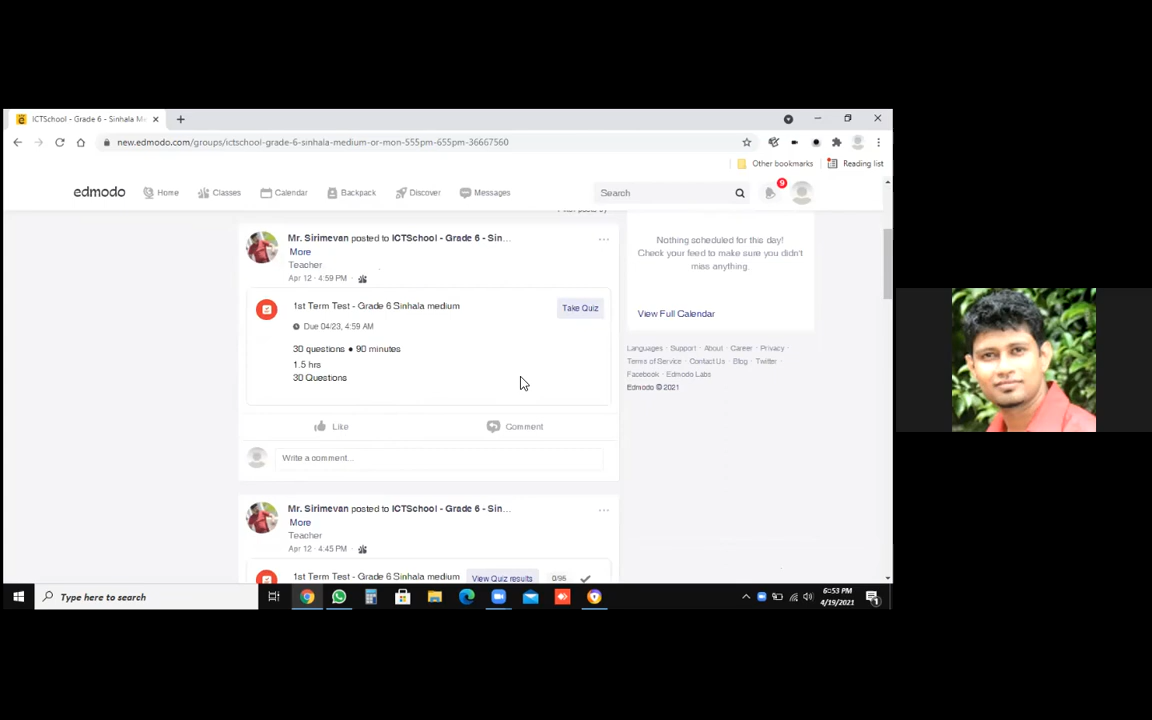 ICTSchool - Grade 6 - Sinhala Me
new.edmodo.com/groups/ictschool-grade-6-sinhala-medium-or-mon-555pm-655pm-36667560
Other bookmarks
Reading list
edmodo
Home
Classes
Calendar
Backpack
Discover
Messages
Search
9
Mr. Sirimevan posted to ICTSchool - Grade 6 - Sin...
More
Teacher
Apr 12 · 4:59 PM ·
1st Term Test - Grade 6 Sinhala medium
Take Quiz
Due 04/23, 4:59 AM
30 questions ● 90 minutes
1.5 hrs
30 Questions
Like
Comment
Write a comment...
Mr. Sirimevan posted to ICTSchool - Grade 6 - Sin...
More
Teacher
Apr 12 · 4:45 PM ·
1st Term Test - Grade 6 Sinhala medium
View Quiz results
0/95
Nothing scheduled for this day!
Check your feed to make sure you didn't
miss anything.
View Full Calendar
Languages · Support · About · Career · Privacy ·
Terms of Service · Contact Us · Blog · Twitter ·
Facebook · Edmodo Labs
Edmodo © 2021
Type here to search
6:53 PM
4/19/2021
1